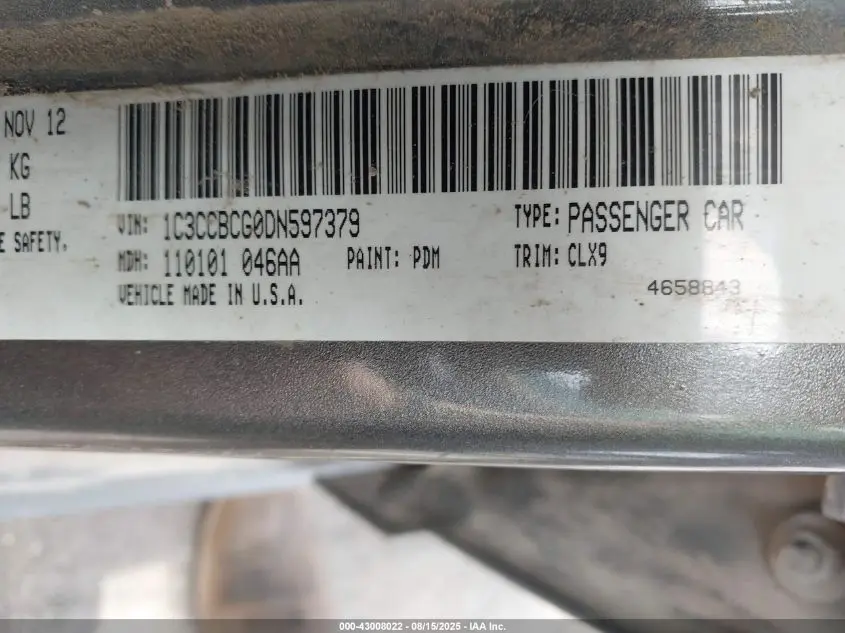 NOV 12
KG
LB
E SAFETY.
VIN: 1C3CCBCG0DN597379
TYPE: PASSENGER CAR
MDH: 110101 046AA
PAINT: PDM
TRIM: CLX9
VEHICLE MADE IN U.S.A.
4658843
000-43008022 - 08/15/2025 - IAA Inc.